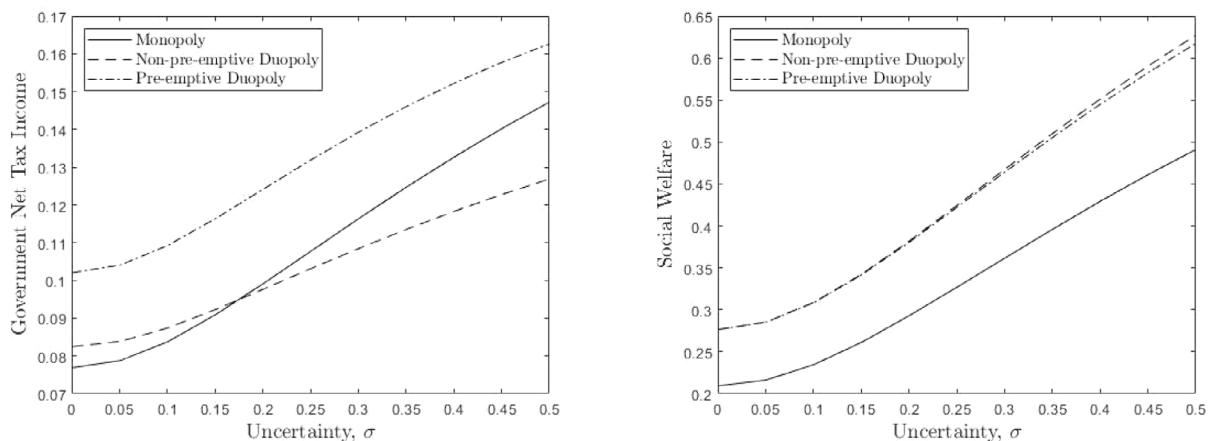 0.17
0.16
0.15
0.14
0.13
0.12
0.11
0.1
0.09
0.08
0.07
Government Net Tax Income
Monopoly
Non-pre-emptive Duopoly
Pre-emptive Duopoly
0 0.05 0.1 0.15 0.2 0.25 0.3 0.35 0.4 0.45 0.5
Uncertainty, σ
0.65
0.6
0.55
0.5
0.45
0.4
0.35
0.3
0.25
0.2
Social Welfare
Monopoly
Non-pre-emptive Duopoly
Pre-emptive Duopoly
0 0.05 0.1 0.15 0.2 0.25 0.3 0.35 0.4 0.45 0.5
Uncertainty, σ